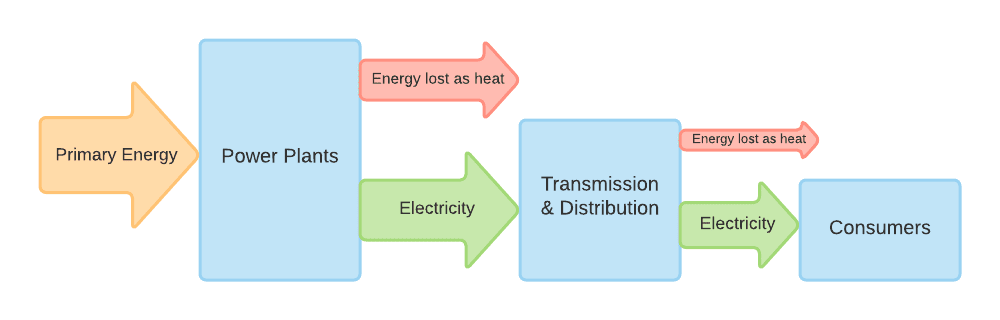 Primary Energy
Power Plants
Energy lost as heat
Electricity
Transmission
& Distribution
Energy lost as heat
Electricity
Consumers